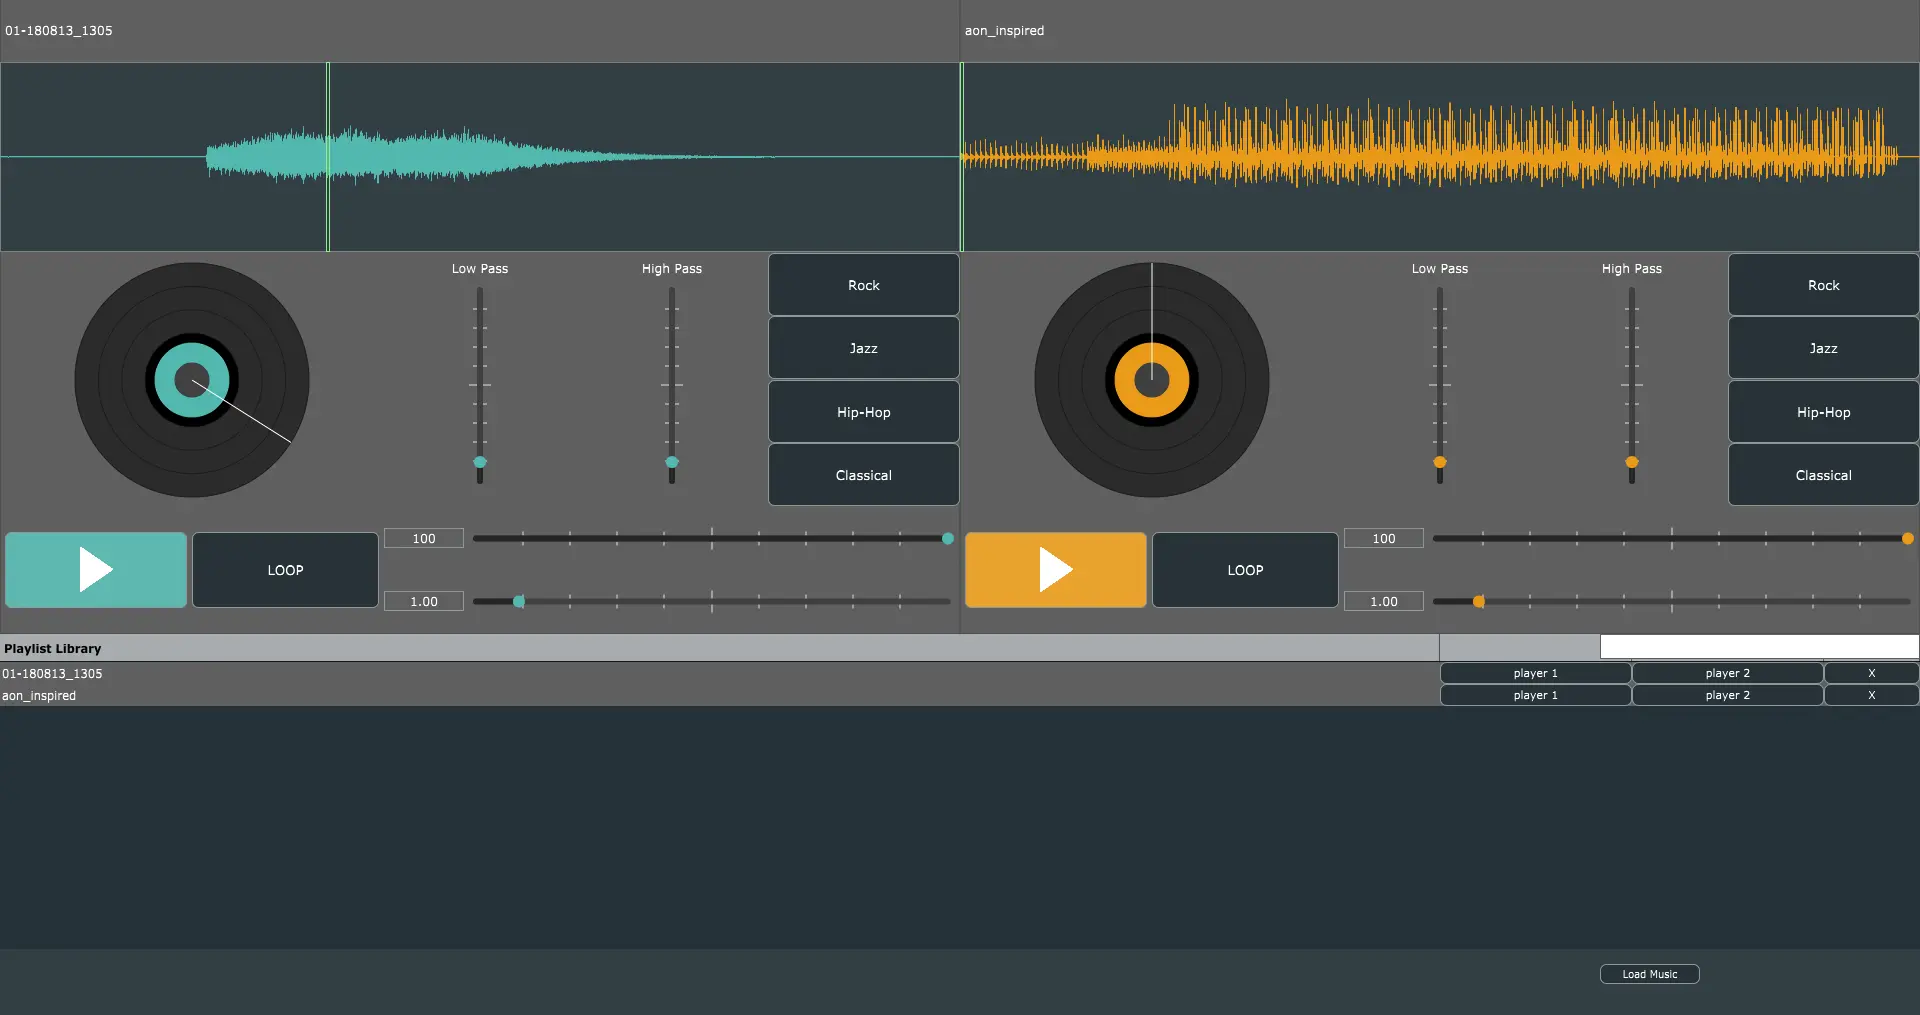 01-180813_1305
aon_inspired
Low Pass
High Pass
Rock
Jazz
Hip-Hop
Classical
LOOP
100
1.00
Low Pass
High Pass
Rock
Jazz
Hip-Hop
Classical
LOOP
100
1.00
Playlist Library
01-180813_1305 player 1 player 2 X
aon_inspired player 1 player 2 X
Load Music